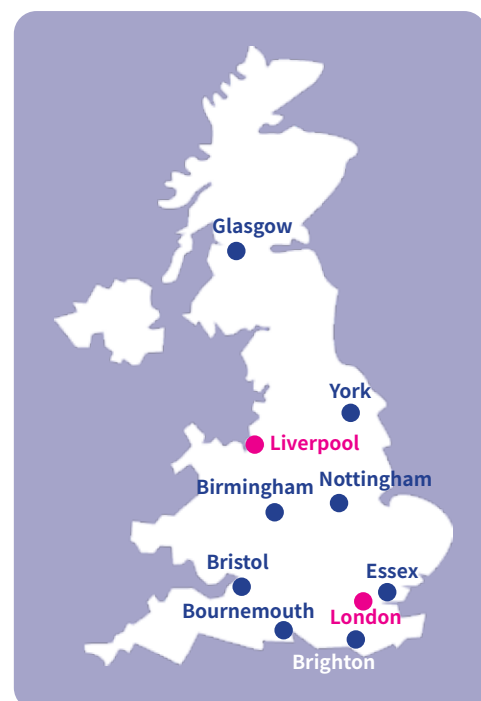 Glasgow
York
Liverpool
Nottingham
Birmingham
Bristol
Essex
Bournemouth
London
Brighton